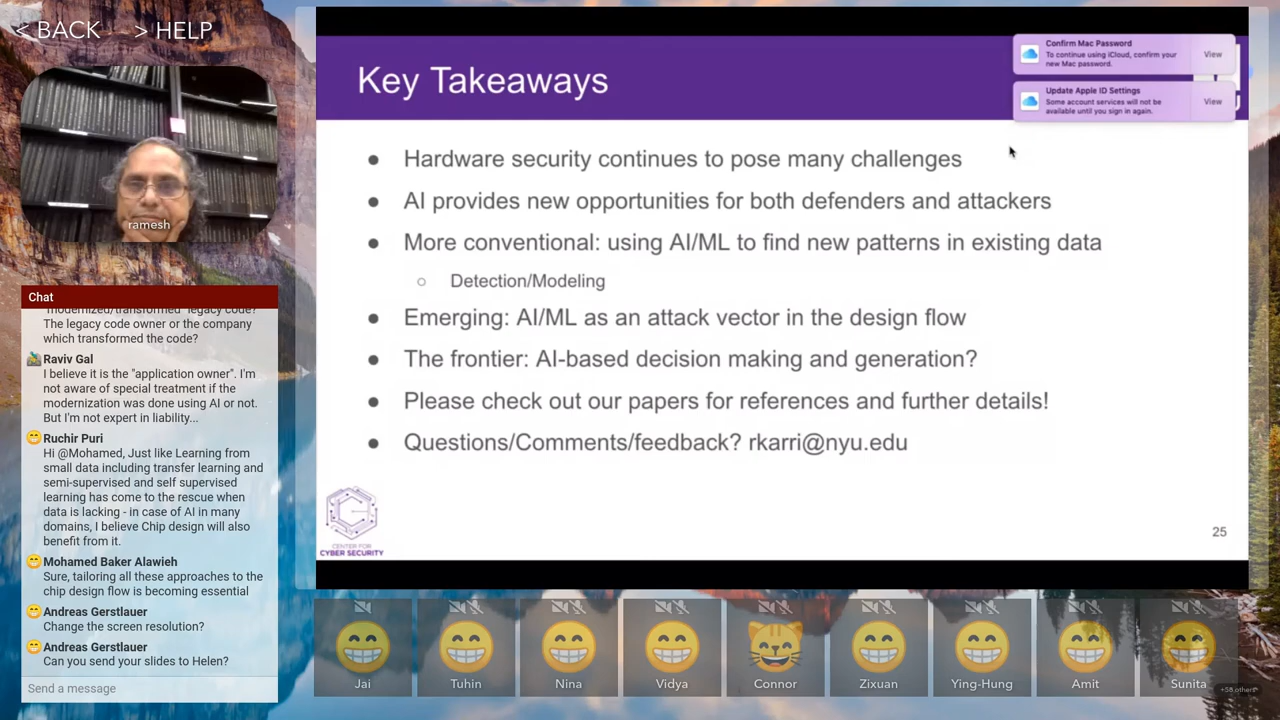 < BACK > HELP
ramesh
Chat
modernized/transformed "legacy code?
The legacy code owner or the company
which transformed the code?
Raviv Gal
I believe it is the "application owner". I'm
not aware of special treatment if the
modernization was done using AI or not.
But I'm not expert in liability...
Ruchir Puri
Hi @Mohamed, Just like Learning from
small data including transfer learning and
semi-supervised and self supervised
learning has come to the rescue when
data is lacking - in case of AI in many
domains, I believe Chip design will also
benefit from it.
Mohamed Baker Alawieh
Sure, tailoring all these approaches to the
chip design flow is becoming essential
Andreas Gerstlauer
Change the screen resolution?
Andreas Gerstlauer
Can you send your slides to Helen?
Send a message
Key Takeaways
Confirm Mac Password
To continue using iCloud, confirm your
new Mac password.
View
Update Apple ID Settings
Some account services will not be
available until you sign in again.
View
● Hardware security continues to pose many challenges
● AI provides new opportunities for both defenders and attackers
● More conventional: using AI/ML to find new patterns in existing data
○ Detection/Modeling
● Emerging: AI/ML as an attack vector in the design flow
● The frontier: AI-based decision making and generation?
● Please check out our papers for references and further details!
● Questions/Comments/feedback? rkarri@nyu.edu
CENTER FOR
CYBER SECURITY
25
Jai
Tuhin
Nina
Vidya
Connor
Zixuan
Ying-Hung
Amit
Sunita
+58 others